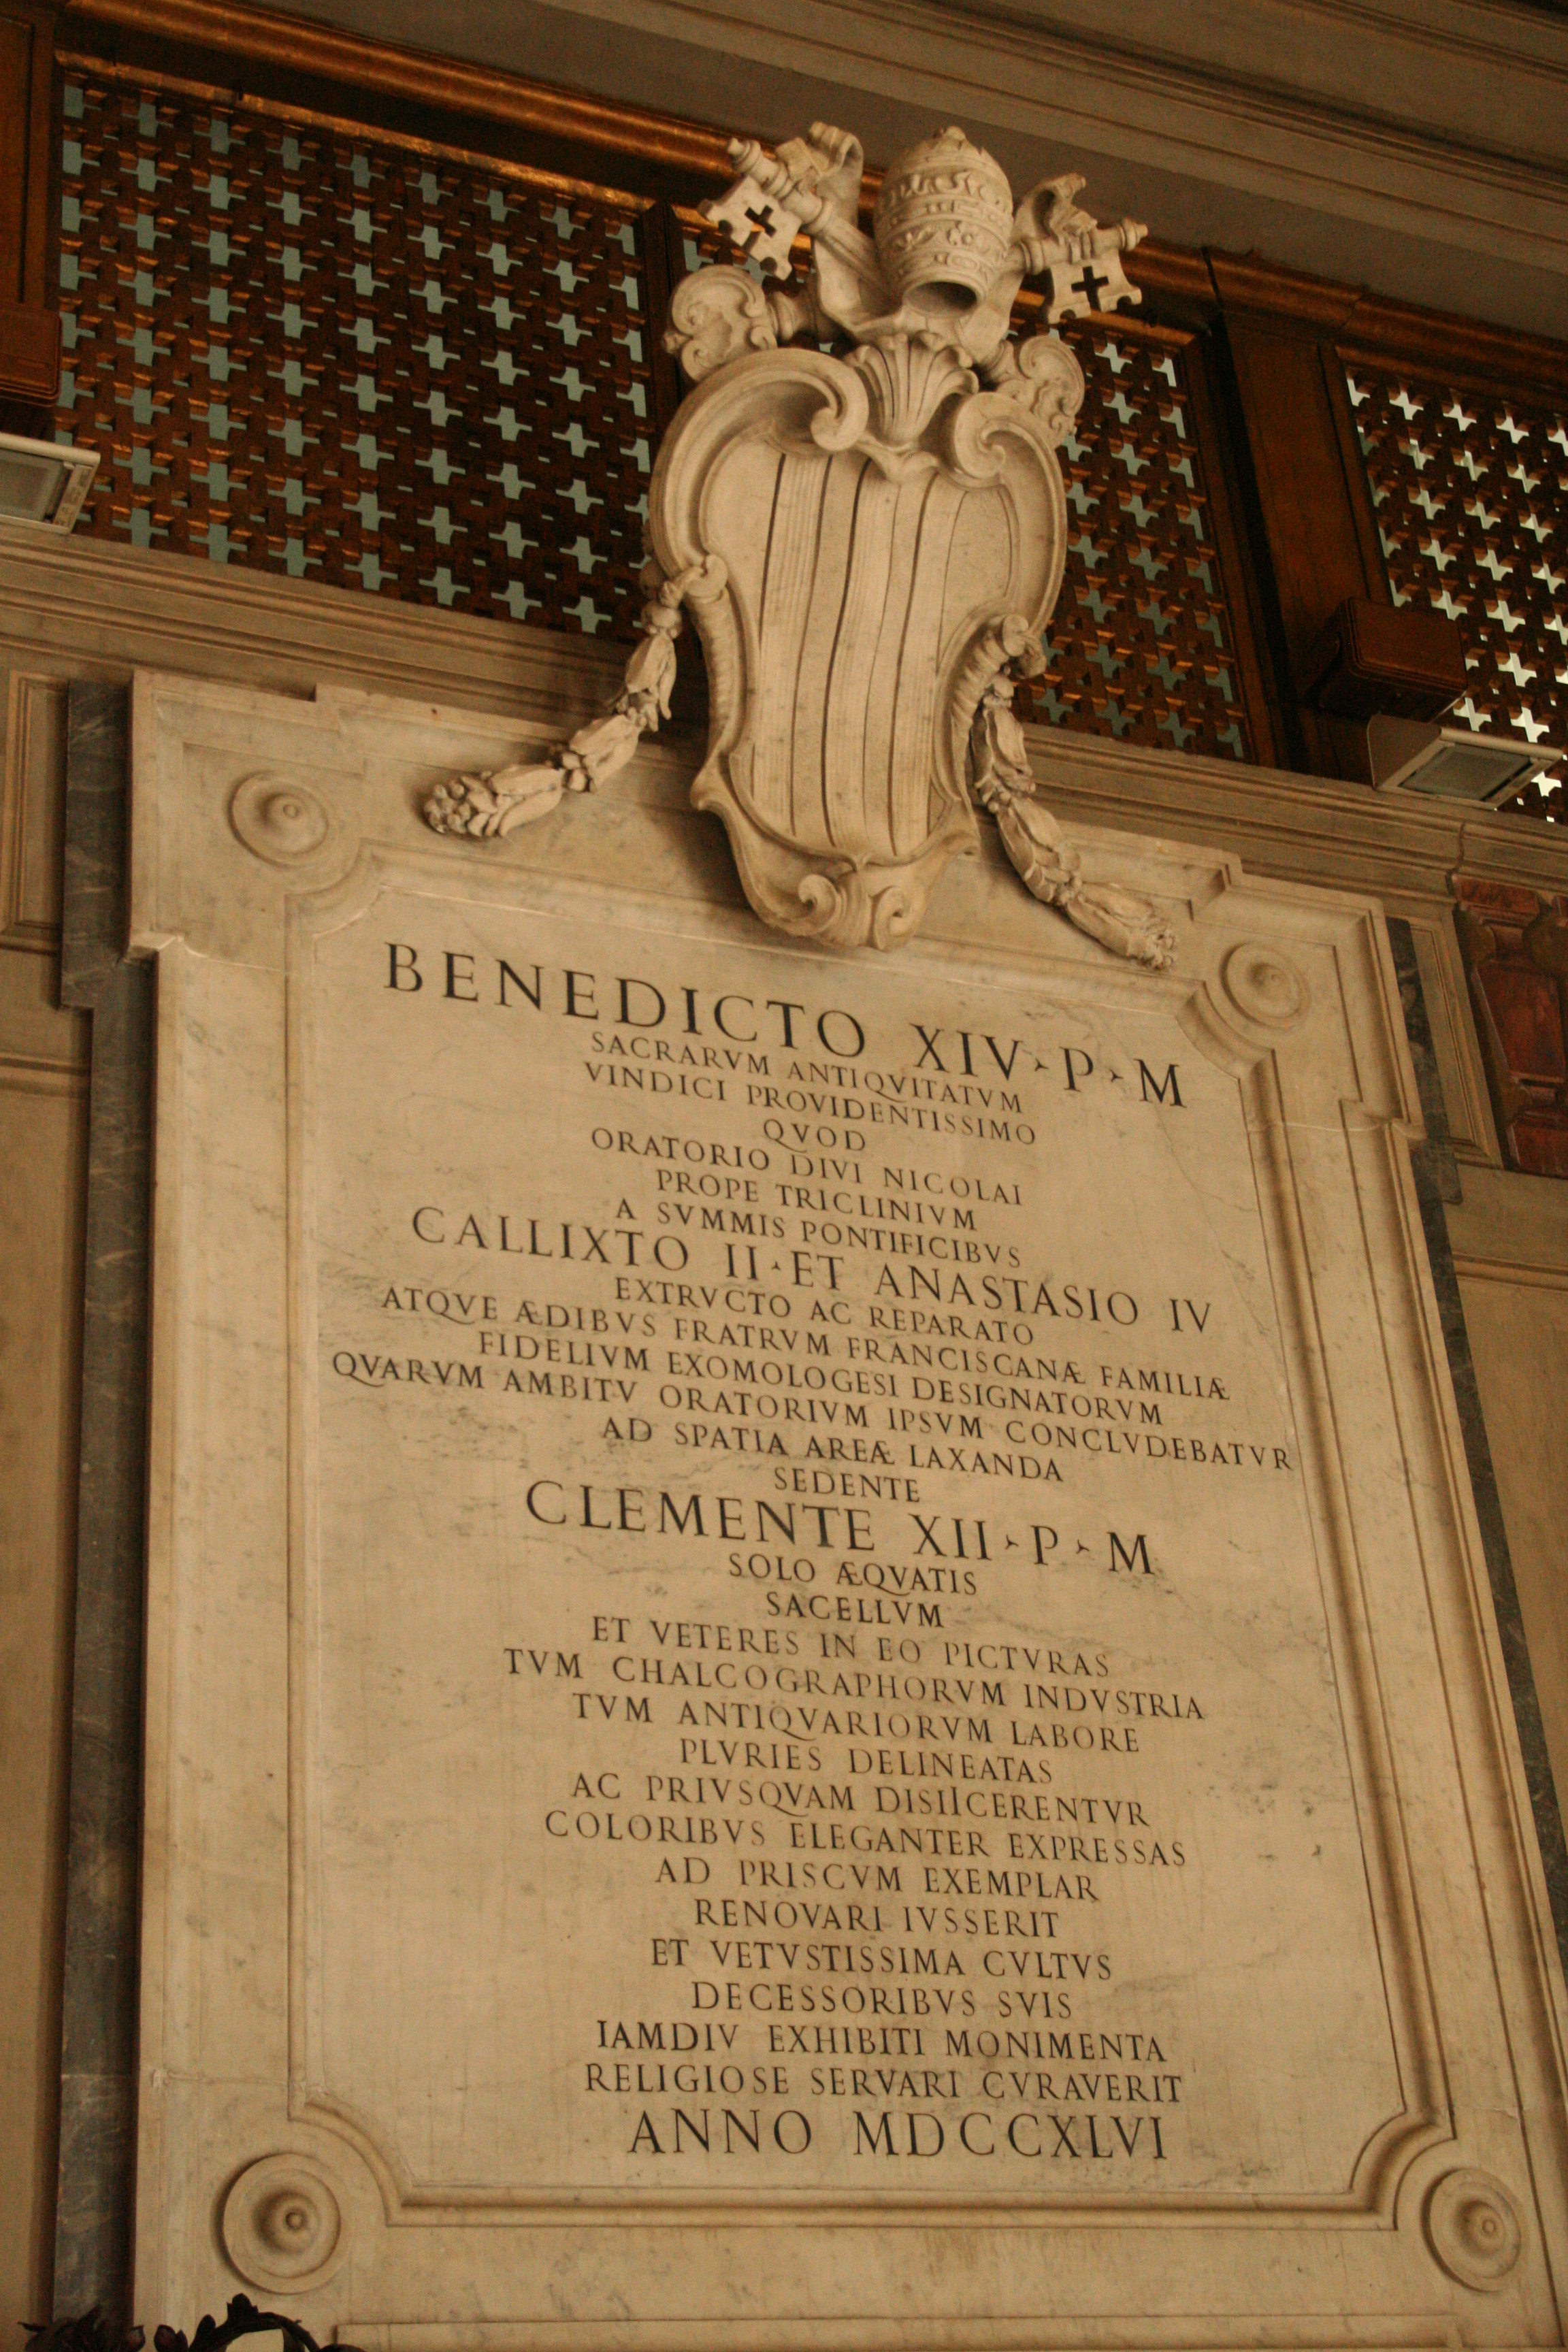 BENEDICTO XIV · P · M
SACRARVM ANTIQVITATVM
VINDICI PROVIDENTISSIMO
QVOD
ORATORIO DIVI NICOLAI
PROPE TRICLINIVM
A SVMMIS PONTIFICIBVS
CALLIXTO II · ET ANASTASIO IV
EXTRVCTO AC REPARATO
ATQVE ÆDIBVS FRATRVM FRANCISCANÆ FAMILIÆ
FIDELIVM EXOMOLOGESI DESIGNATORVM
QVARVM AMBITV ORATORIVM IPSVM CONCLVDEBATVR
AD SPATIA AREÆ LAXANDA
SEDENTE
CLEMENTE XII · P · M
SOLO ÆQVATIS
SACELLVM
ET VETERES IN EO PICTVRAS
TVM CHALCOGRAPHORVM INDVSTRIA
TVM ANTIQVARIORVM LABORE
PLVRIES DELINEATAS
AC PRIVSQVAM DISIICERENTVR
COLORIBVS ELEGANTER EXPRESSAS
AD PRISCVM EXEMPLAR
RENOVARI IVSSERIT
ET VETVSTISSIMA CVLTVS
DECESSORIBVS SVIS
IAMDIV EXHIBITI MONIMENTA
RELIGIOSE SERVARI CVRAVERIT
ANNO MDCCXLVI